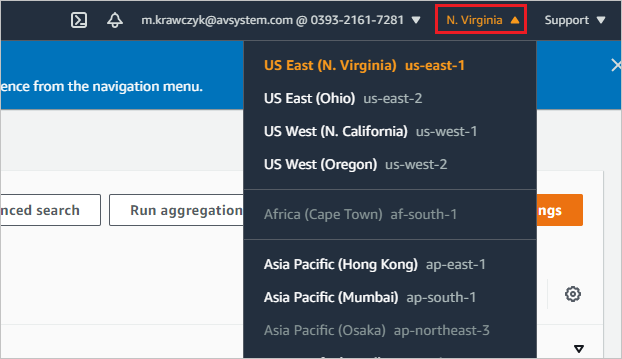 m.krawczyk@avsystem.com @ 0393-2161-7281 N. Virginia Support
US East (N. Virginia) us-east-1
ence from the navigation menu.
US East (Ohio) us-east-2
US West (N. California) us-west-1
US West (Oregon) us-west-2
nced search Run aggregation Africa (Cape Town) af-south-1 ngs
Asia Pacific (Hong Kong) ap-east-1
Asia Pacific (Mumbai) ap-south-1
Asia Pacific (Osaka) ap-northeast-3